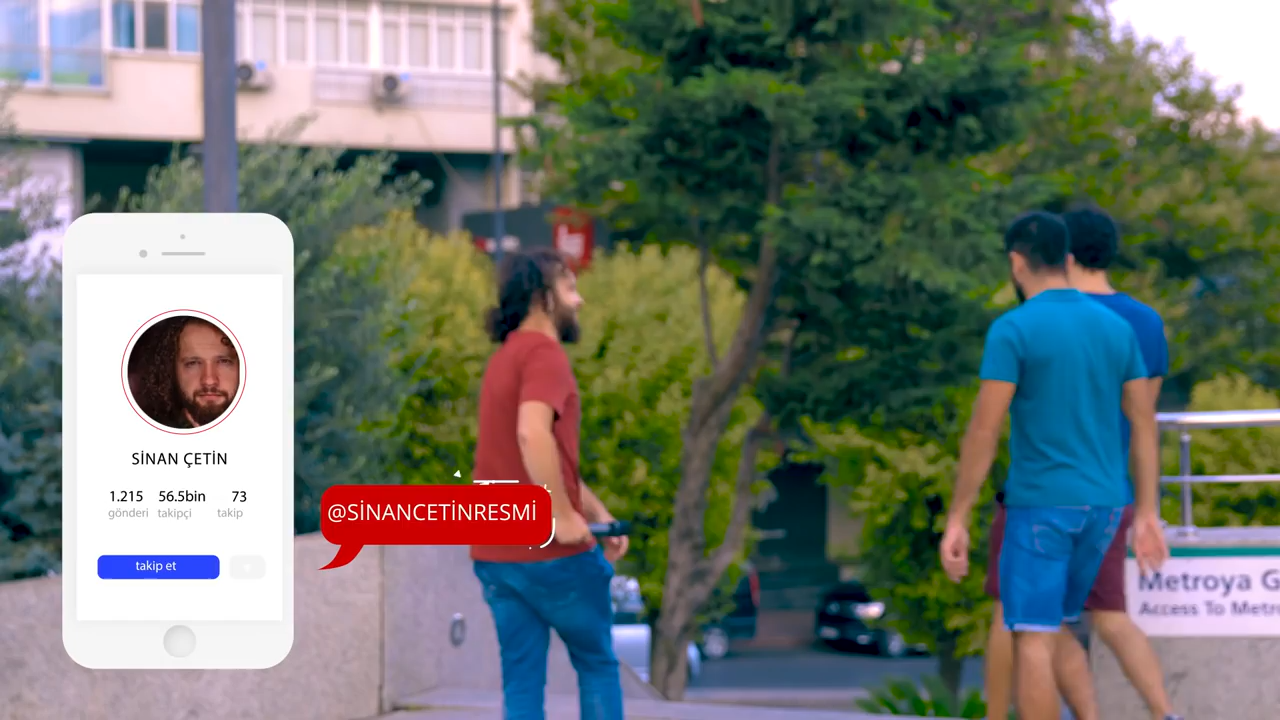 SİNAN ÇETİN
1.215 56.5bin 73
gönderi takipçi takip
takip et
@SİNANCETİNRESMİ
Metroya G
Access To Metr